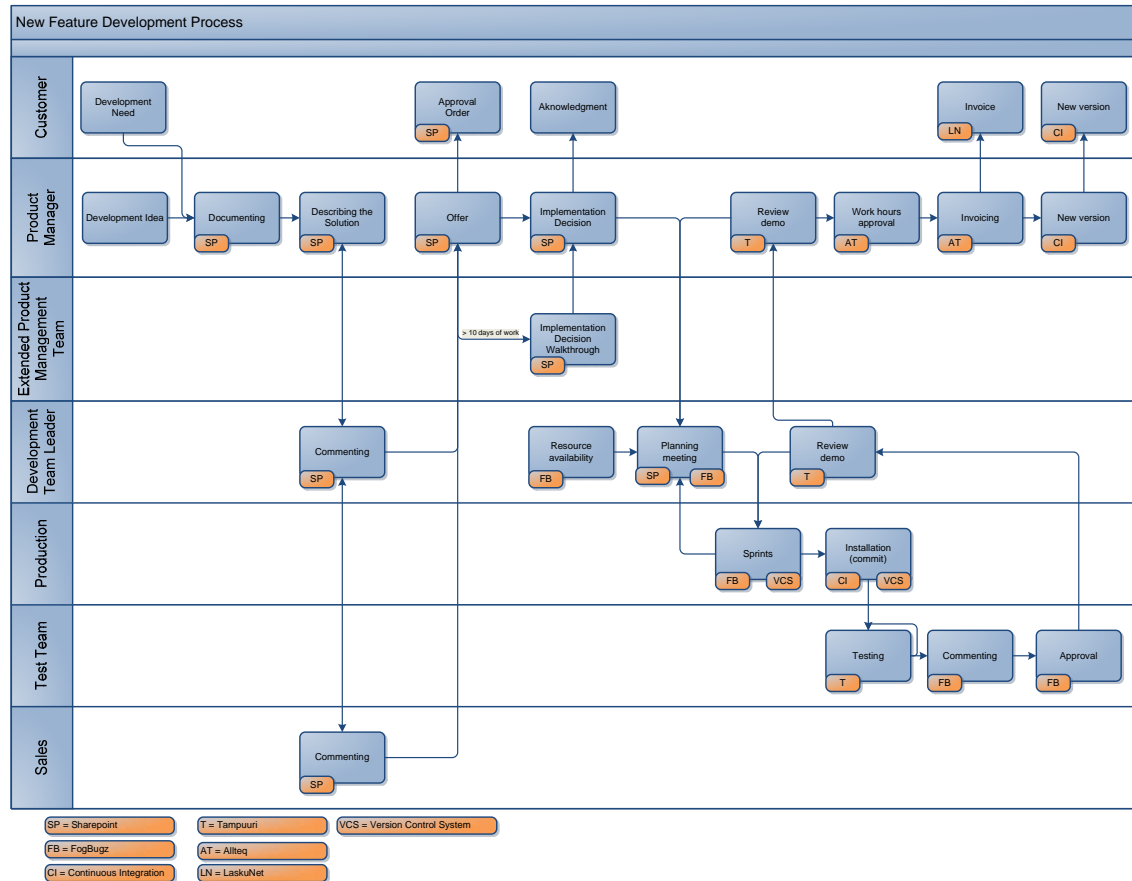 New Feature Development Process
Customer
Development
Need
Approval
Order
SP
Aknowledgment
Invoice
LN
New version
CI
Product
Manager
Development Idea
Documenting
SP
Describing the
Solution
SP
Offer
SP
Implementation
Decision
SP
Review
demo
T
Work hours
approval
AT
Invoicing
AT
New version
CI
Extended Product
Management
Team
> 10 days of work
Implementation
Decision
Walkthrough
SP
Development
Team Leader
Commenting
SP
Resource
availability
FB
Planning
meeting
SP
FB
Review
demo
T
Production
Sprints
FB
VCS
Installation
(commit)
CI
VCS
Test Team
Testing
T
Commenting
FB
Approval
FB
Sales
Commenting
SP
SP = Sharepoint
T = Tampuuri
VCS = Version Control System
FB = FogBugz
AT = Allteq
CI = Continuous Integration
LN = LaskuNet